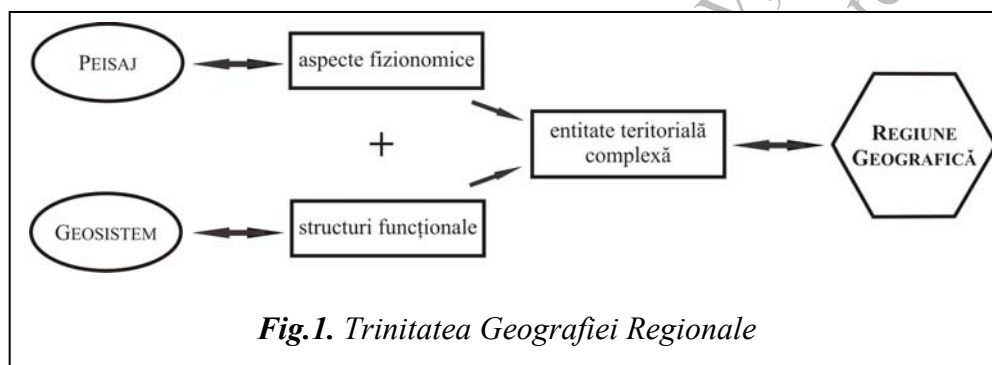 PEISAJ
aspecte fizionomice
+
entitate teritorială
complexă
REGIUNE
GEOGRAFICĂ
GEOSISTEM
structuri funcționale
Fig.1. Trinitatea Geografiei Regionale